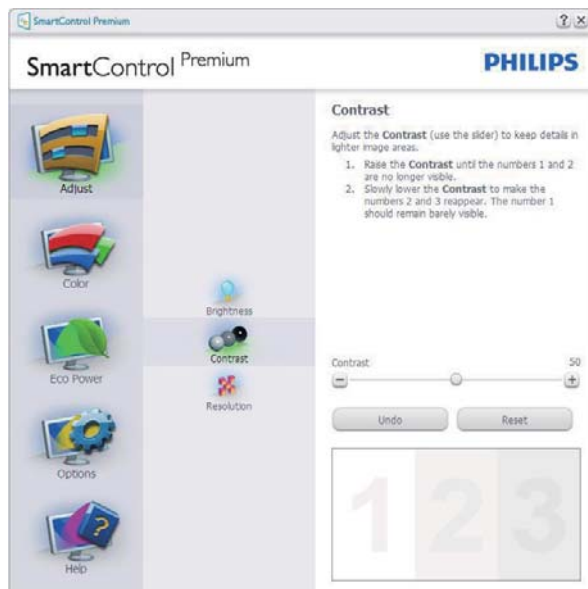 SmartControl Premium
SmartControl Premium
PHILIPS
Adjust
Color
Eco Power
Options
Help
Brightness
Contrast
Resolution
Contrast
Adjust the Contrast (use the slider) to keep details in
lighter image areas.
1. Raise the Contrast until the numbers 1 and 2
are no longer visible.
2. Slowly lower the Contrast to make the
numbers 2 and 3 reappear. The number 1
should remain barely visible.
Contrast 50
Undo Reset
1 2 3